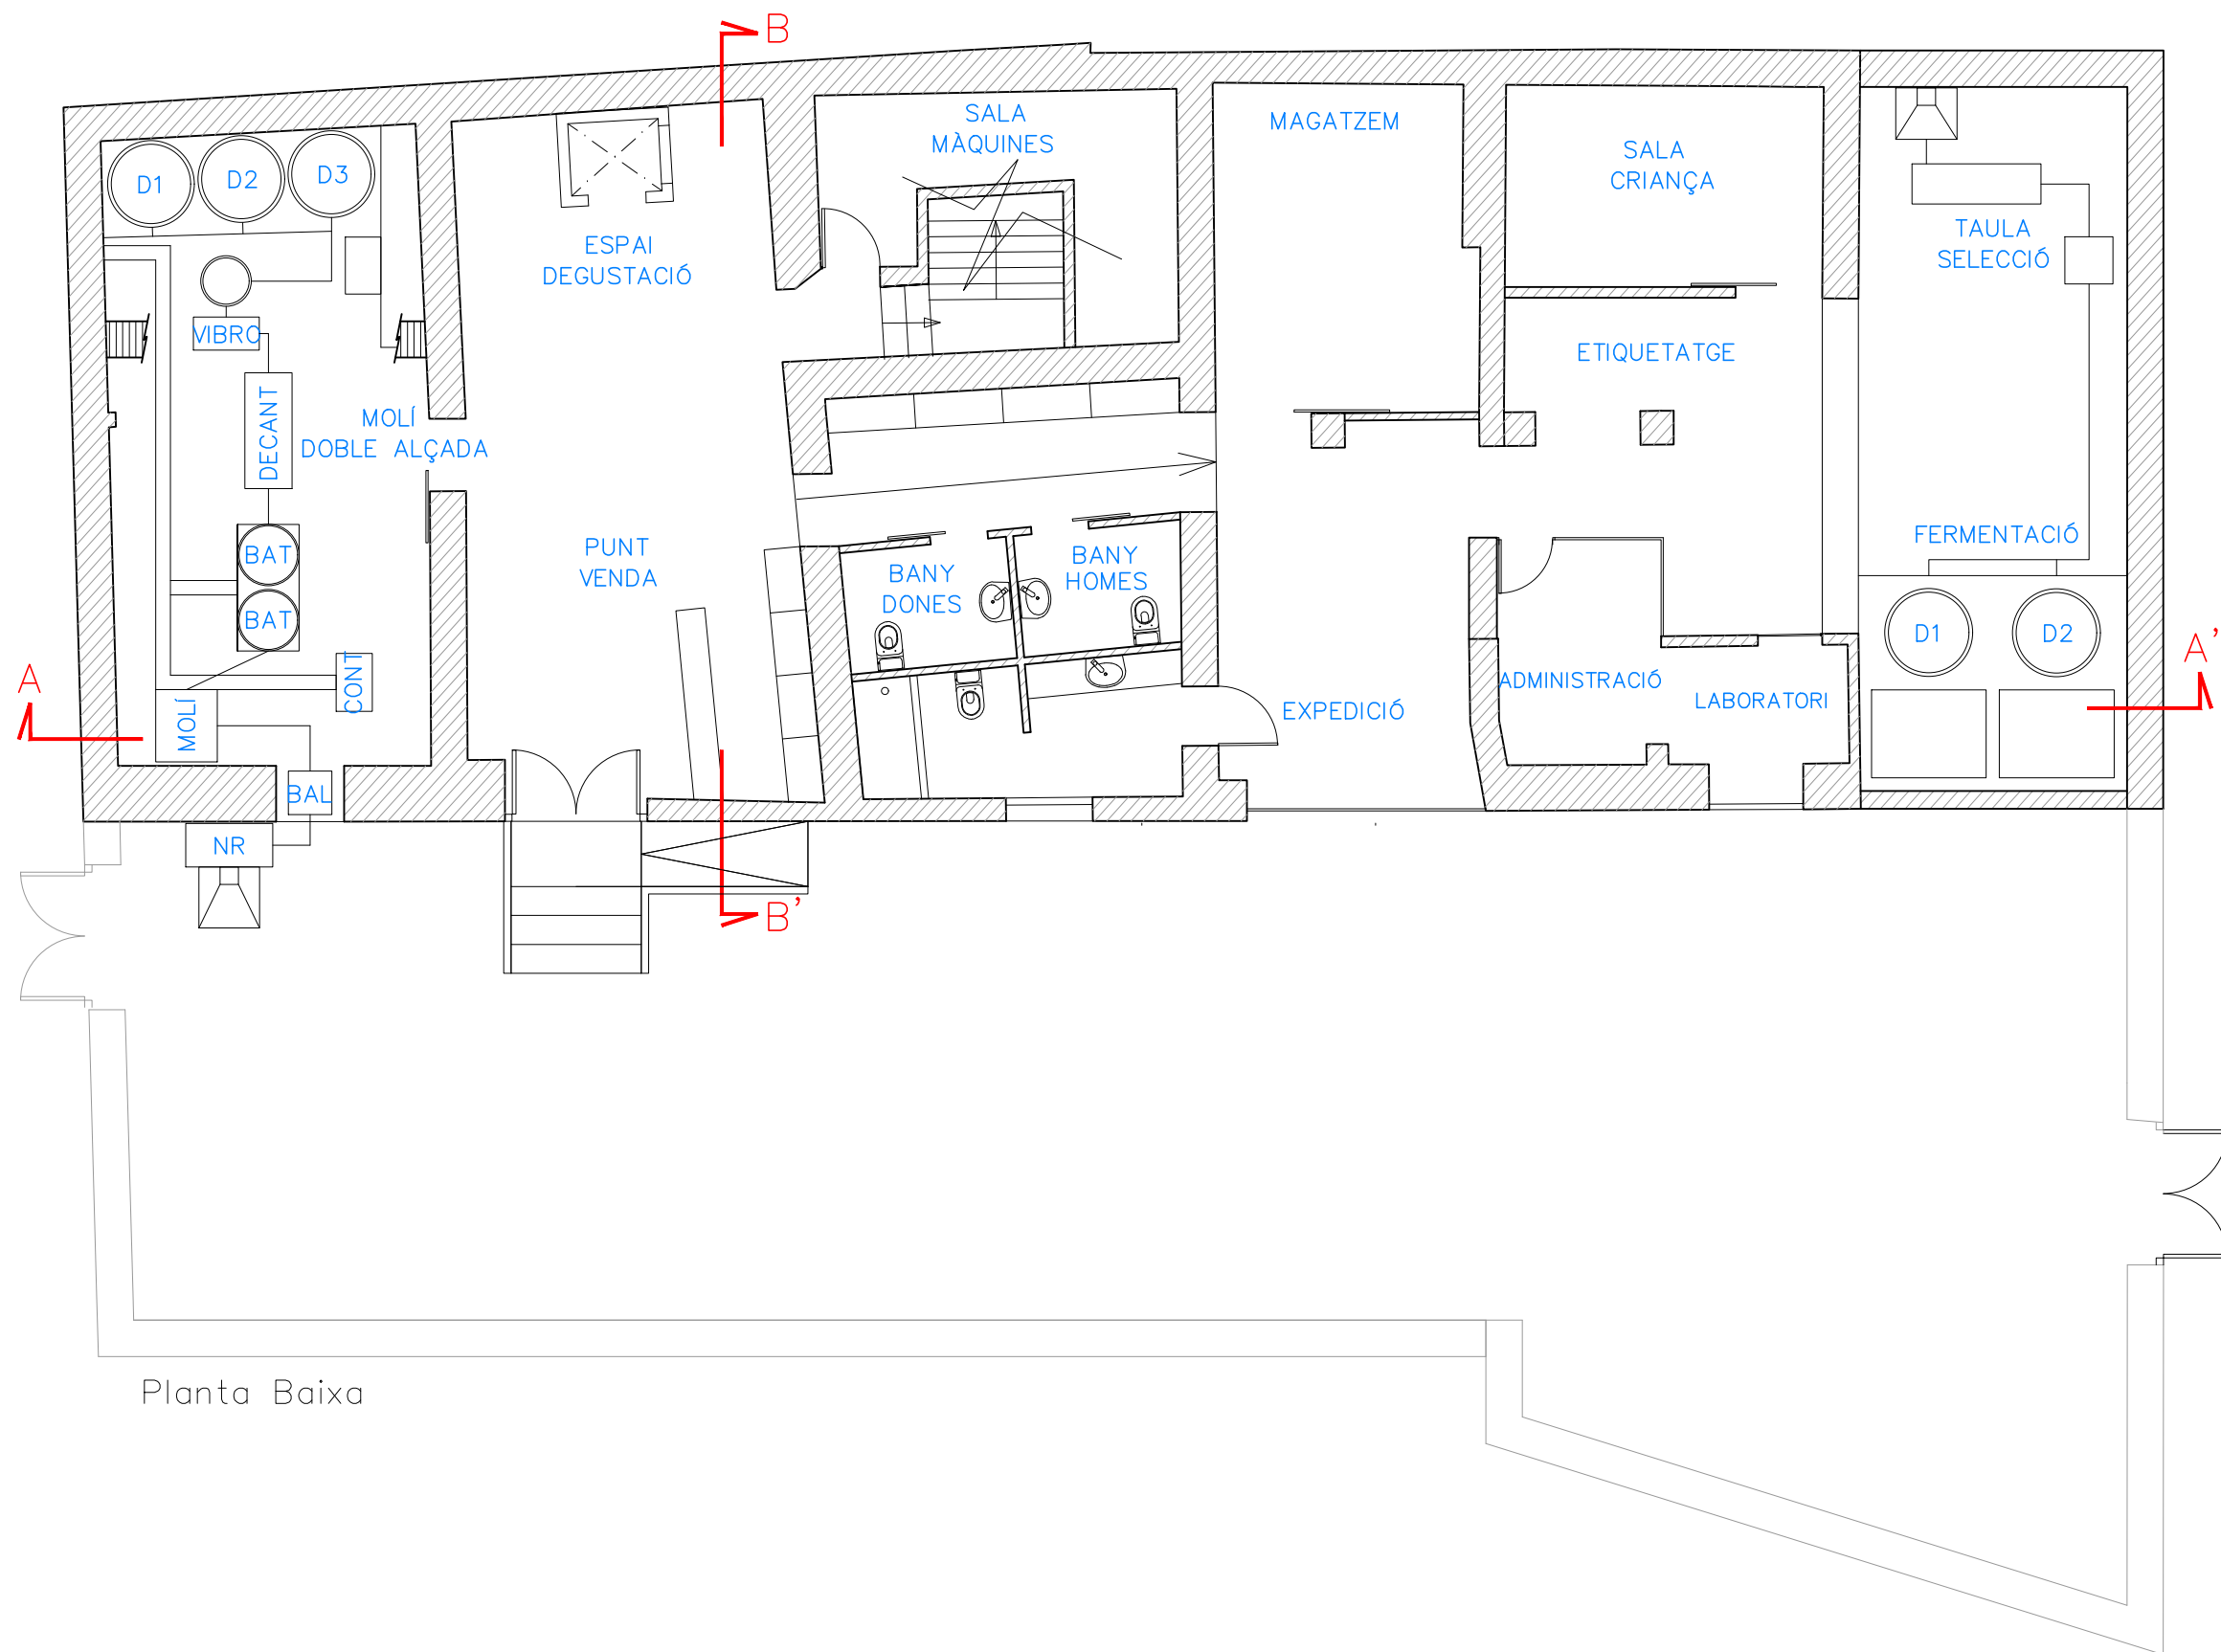 B
SALA
MÀQUINES
MAGATZEM
SALA
CRIANÇA
D1
D2
D3
TAULA
SELECCIÓ
ESPAI
DEGUSTACIÓ
VIBRO
ETIQUETATGE
DECANT
MOLÍ
DOBLE ALÇADA
FERMENTACIÓ
BAT
BAT
PUNT
VENDA
BANY
DONES
BANY
HOMES
D1
D2
A
A'
CONT
MOLÍ
ADMINISTRACIÓ
LABORATORI
EXPEDICIÓ
BAL
NR
B'
Planta Baixa